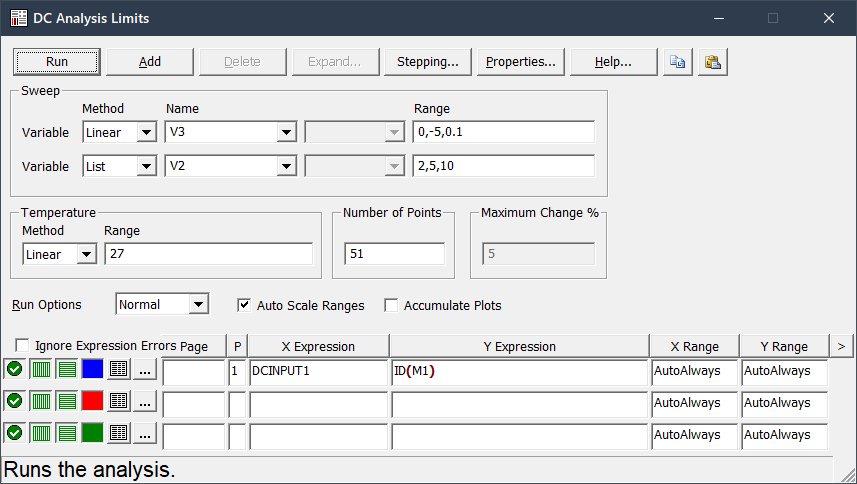 DC Analysis Limits
Run Add Delete Expand... Stepping... Properties... Help...
Sweep
Method Name Range
Variable Linear V3 0,-5,0.1
Variable List V2 2,5,10
Temperature Number of Points Maximum Change %
Method Range
Linear 27 51 5
Run Options Normal Auto Scale Ranges Accumulate Plots
Ignore Expression Errors Page P X Expression Y Expression X Range Y Range >
... 1 DCINPUT1 ID(M1) AutoAlways AutoAlways
... AutoAlways AutoAlways
... AutoAlways AutoAlways
Runs the analysis.